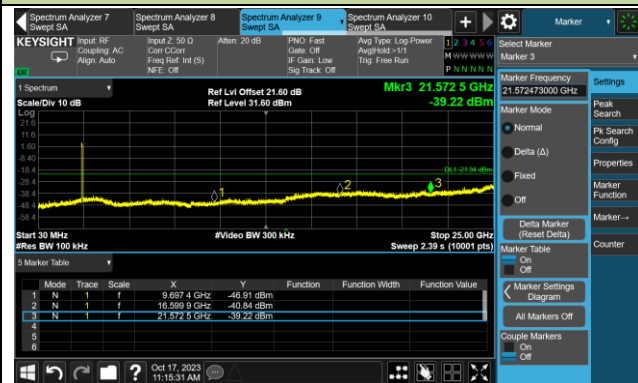 Spectrum Analyzer 7
Swept SA
Spectrum Analyzer 8
Swept SA
Spectrum Analyzer 9
Swept SA
Spectrum Analyzer 10
Swept SA
Marker
KEYSIGHT
Input: RF
Coupling: AC
Align: Auto
Input Z: 50 Ω
Corr CCorr
Freq Ref: Int (S)
NFE: Off
Atten: 20 dB
PNO: Fast
Gate: Off
IF Gain: Low
Sig Track: Off
Avg Type: Log-Power
Avg|Hold:>1/1
Trig: Free Run
1 2 3 4 5 6
M W W W W W
P N N N N N
LXI
Select Marker
Marker 3
1 Spectrum
Scale/Div 10 dB
Log
Ref Lvl Offset 21.60 dB
Ref Level 31.60 dBm
Mkr3 21.572 5 GHz
-39.22 dBm
21.6
11.6
1.60
-8.40
-18.4
-28.4
-38.4
-48.4
-58.4
DL1 -21.94 dBm
1
2
3
Start 30 MHz
#Res BW 100 kHz
#Video BW 300 kHz
Stop 25.00 GHz
Sweep 2.39 s (10001 pts)
5 Marker Table
Mode Trace Scale X Y Function Function Width Function Value
1 N 1 f 9.697 4 GHz -46.91 dBm
2 N 1 f 16.599 9 GHz -40.84 dBm
3 N 1 f 21.572 5 GHz -39.22 dBm
4
5
6
Marker Frequency
21.572473000 GHz
Marker Mode
Normal
Delta (Δ)
Fixed
Off
Delta Marker
(Reset Delta)
Marker Table
On
Off
Marker Settings
Diagram
All Markers Off
Couple Markers
On
Off
Settings
Peak
Search
Pk Search
Config
Properties
Marker
Function
Marker→
Counter
?
Oct 17, 2023
11:15:31 AM